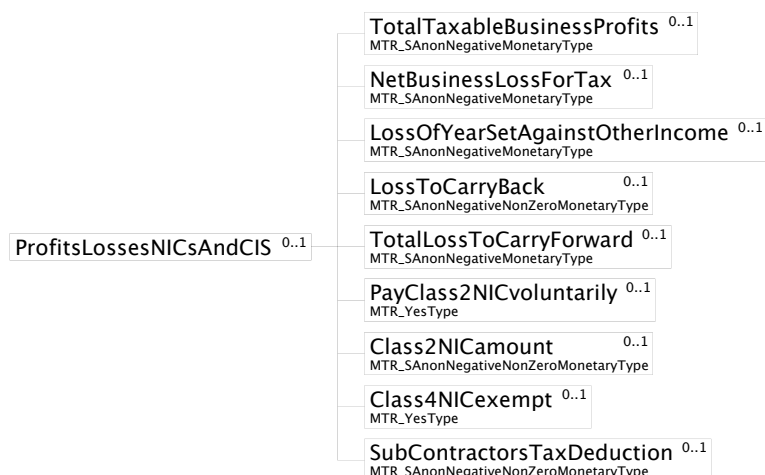 TotalTaxableBusinessProfits 0..1
MTR_SAnonNegativeMonetaryType
NetBusinessLossForTax 0..1
MTR_SAnonNegativeMonetaryType
LossOfYearSetAgainstOtherIncome 0..1
MTR_SAnonNegativeMonetaryType
LossToCarryBack 0..1
MTR_SAnonNegativeNonZeroMonetaryType
ProfitsLossesNICsAndCIS 0..1
TotalLossToCarryForward 0..1
MTR_SAnonNegativeMonetaryType
PayClass2NICvoluntarily 0..1
MTR_YesType
Class2NICamount 0..1
MTR_SAnonNegativeNonZeroMonetaryType
Class4NICexempt 0..1
MTR_YesType
SubContractorsTaxDeduction 0..1
MTR_SAnonNegativeNonZeroMonetaryType